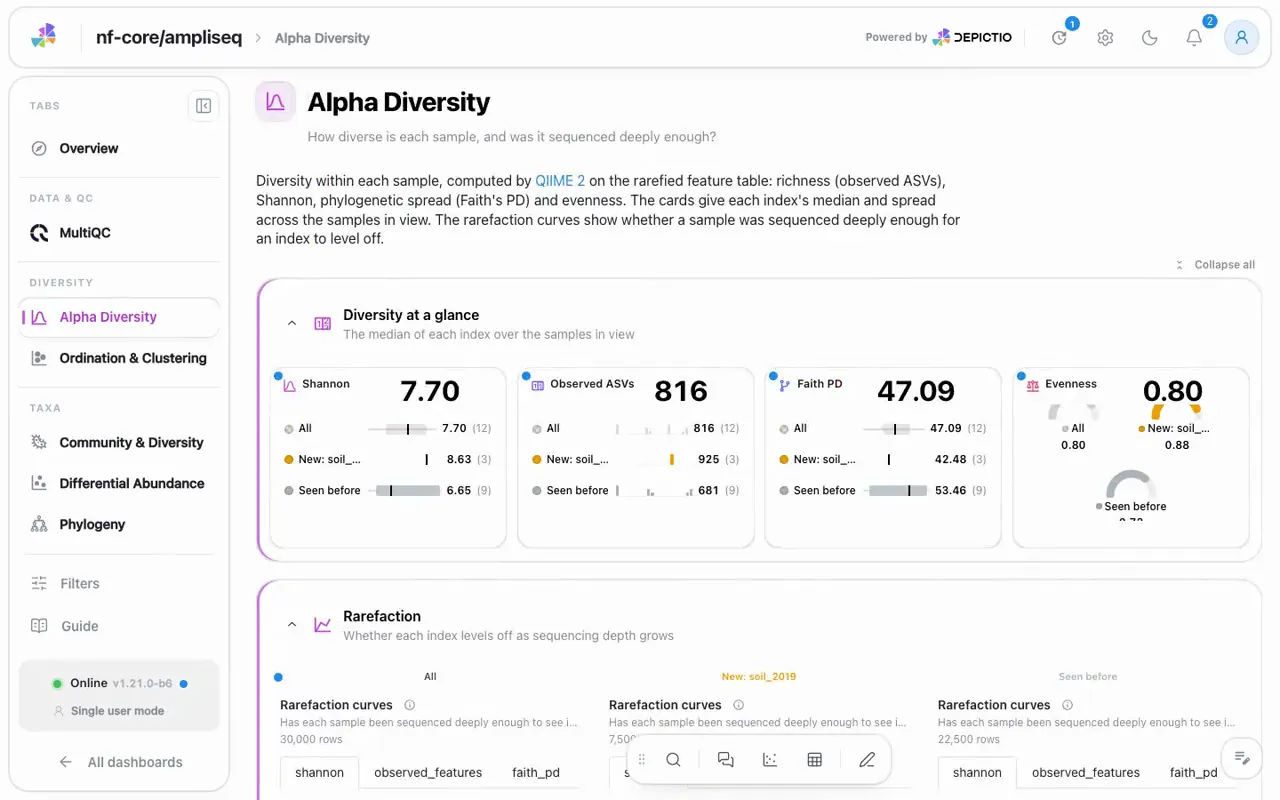 nf-core/ampliseq
Alpha Diversity
Powered by DEPICTIO
1
2
TABS
Overview
DATA & QC
MultiQC
DIVERSITY
Alpha Diversity
Ordination & Clustering
TAXA
Community & Diversity
Differential Abundance
Phylogeny
Filters
Guide
Online v1.21.0-b6
Single user mode
All dashboards
Alpha Diversity
How diverse is each sample, and was it sequenced deeply enough?
Diversity within each sample, computed by QIIME 2 on the rarefied feature table: richness (observed ASVs),
Shannon, phylogenetic spread (Faith's PD) and evenness. The cards give each index's median and spread
across the samples in view. The rarefaction curves show whether a sample was sequenced deeply enough for
an index to level off.
Collapse all
Diversity at a glance
The median of each index over the samples in view
Shannon 7.70
All 7.70 (12)
New: soil_... 8.63 (3)
Seen before 6.65 (9)
Observed ASVs 816
All 816 (12)
New: soil_... 925 (3)
Seen before 681 (9)
Faith PD 47.09
All 47.09 (12)
New: soil_... 42.48 (3)
Seen before 53.46 (9)
Evenness 0.80
All New: soil_...
0.80 0.88
Seen before
Rarefaction
Whether each index levels off as sequencing depth grows
All New: soil_2019 Seen before
Rarefaction curves Rarefaction curves Rarefaction curves
Has each sample been sequenced deeply enough to see i... Has each sample been sequenced deeply enough to see i... Has each sample been sequenced deeply enough to see i...
30,000 rows 7,500 22,500 rows
shannon observed_features faith_pd shannon observed_features faith_pd